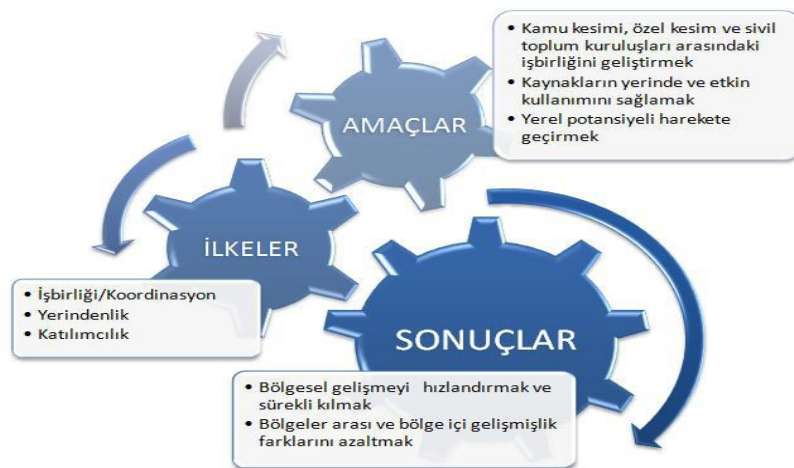 • Kamu kesimi, özel kesim ve sivil
toplum kuruluşları arasındaki
işbirliğini geliştirmek
• Kaynakların yerinde ve etkin
kullanımını sağlamak
• Yerel potansiyeli harekete
geçirmek
AMAÇLAR
İLKELER
• İşbirliği/Koordinasyon
• Yerindenlik
• Katılımcılık
SONUÇLAR
• Bölgesel gelişmeyi hızlandırmak ve
sürekli kılmak
• Bölgeler arası ve bölge içi gelişmişlik
farklarını azaltmak